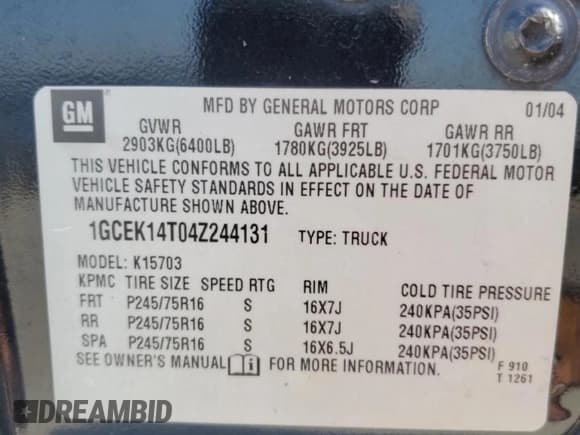 GM
MFD BY GENERAL MOTORS CORP 01/04
GVWR GAWR FRT GAWR RR
2903KG(6400LB) 1780KG(3925LB) 1701KG(3750LB)
THIS VEHICLE CONFORMS TO ALL APPLICABLE U.S. FEDERAL MOTOR
VEHICLE SAFETY STANDARDS IN EFFECT ON THE DATE OF
MANUFACTURE SHOWN ABOVE.
1GCEK14T04Z244131 TYPE: TRUCK
MODEL: K15703
KPMC TIRE SIZE SPEED RTG RIM COLD TIRE PRESSURE
FRT P245/75R16 S 16X7J 240KPA(35PSI)
RR P245/75R16 S 16X7J 240KPA(35PSI)
SPA P245/75R16 S 16X6.5J 240KPA(35PSI)
SEE OWNER'S MANUAL i FOR MORE INFORMATION.
F 910
T 1261
DREAMBID